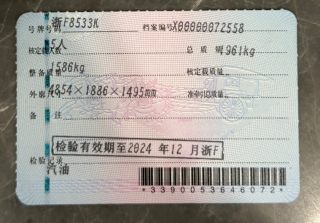 号牌号码 浙F8533K 档案编号 X00000072558
核定载人数 5人 总质量 1961kg
整备质量 1586kg 核定载质量
外廓尺寸 4854×1886×1495mm 准牵引总质量
备注
检验有效期至2024 年 12 月浙F
检验记录
汽油
*3390053646072*